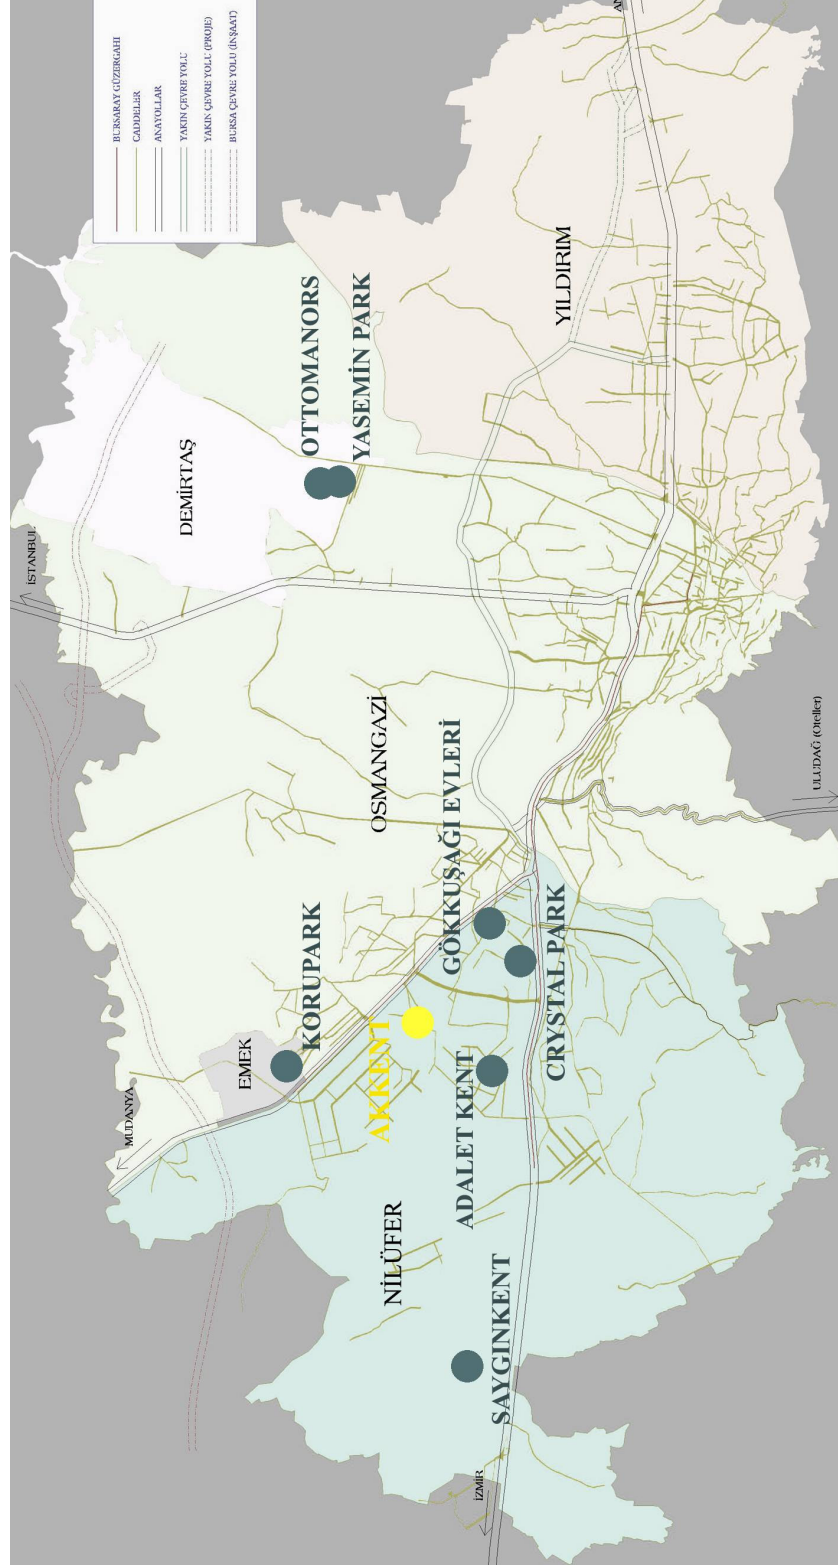 BURSARAY GÜZERGAHI
CADDELER
ANAYOLLAR
YAKIN ÇEVRE YOLU
YAKIN ÇEVRE YOLU (PROJE)
BURSA ÇEVRE YOLU (İNŞAAT)
MUDANYA
EMEK
KORUPARK
İSTANBUL
DEMİRTAŞ
OTTOMANORS
YASEMİN PARK
AKKENT
OSMANGAZİ
NİLÜFER
GÖKKUŞAĞI EVLERİ
ADALET KENT
YILDIRIM
SAYGINKENT
CRYSTAL PARK
İZMİR
ULUDAĞ (Oteller)